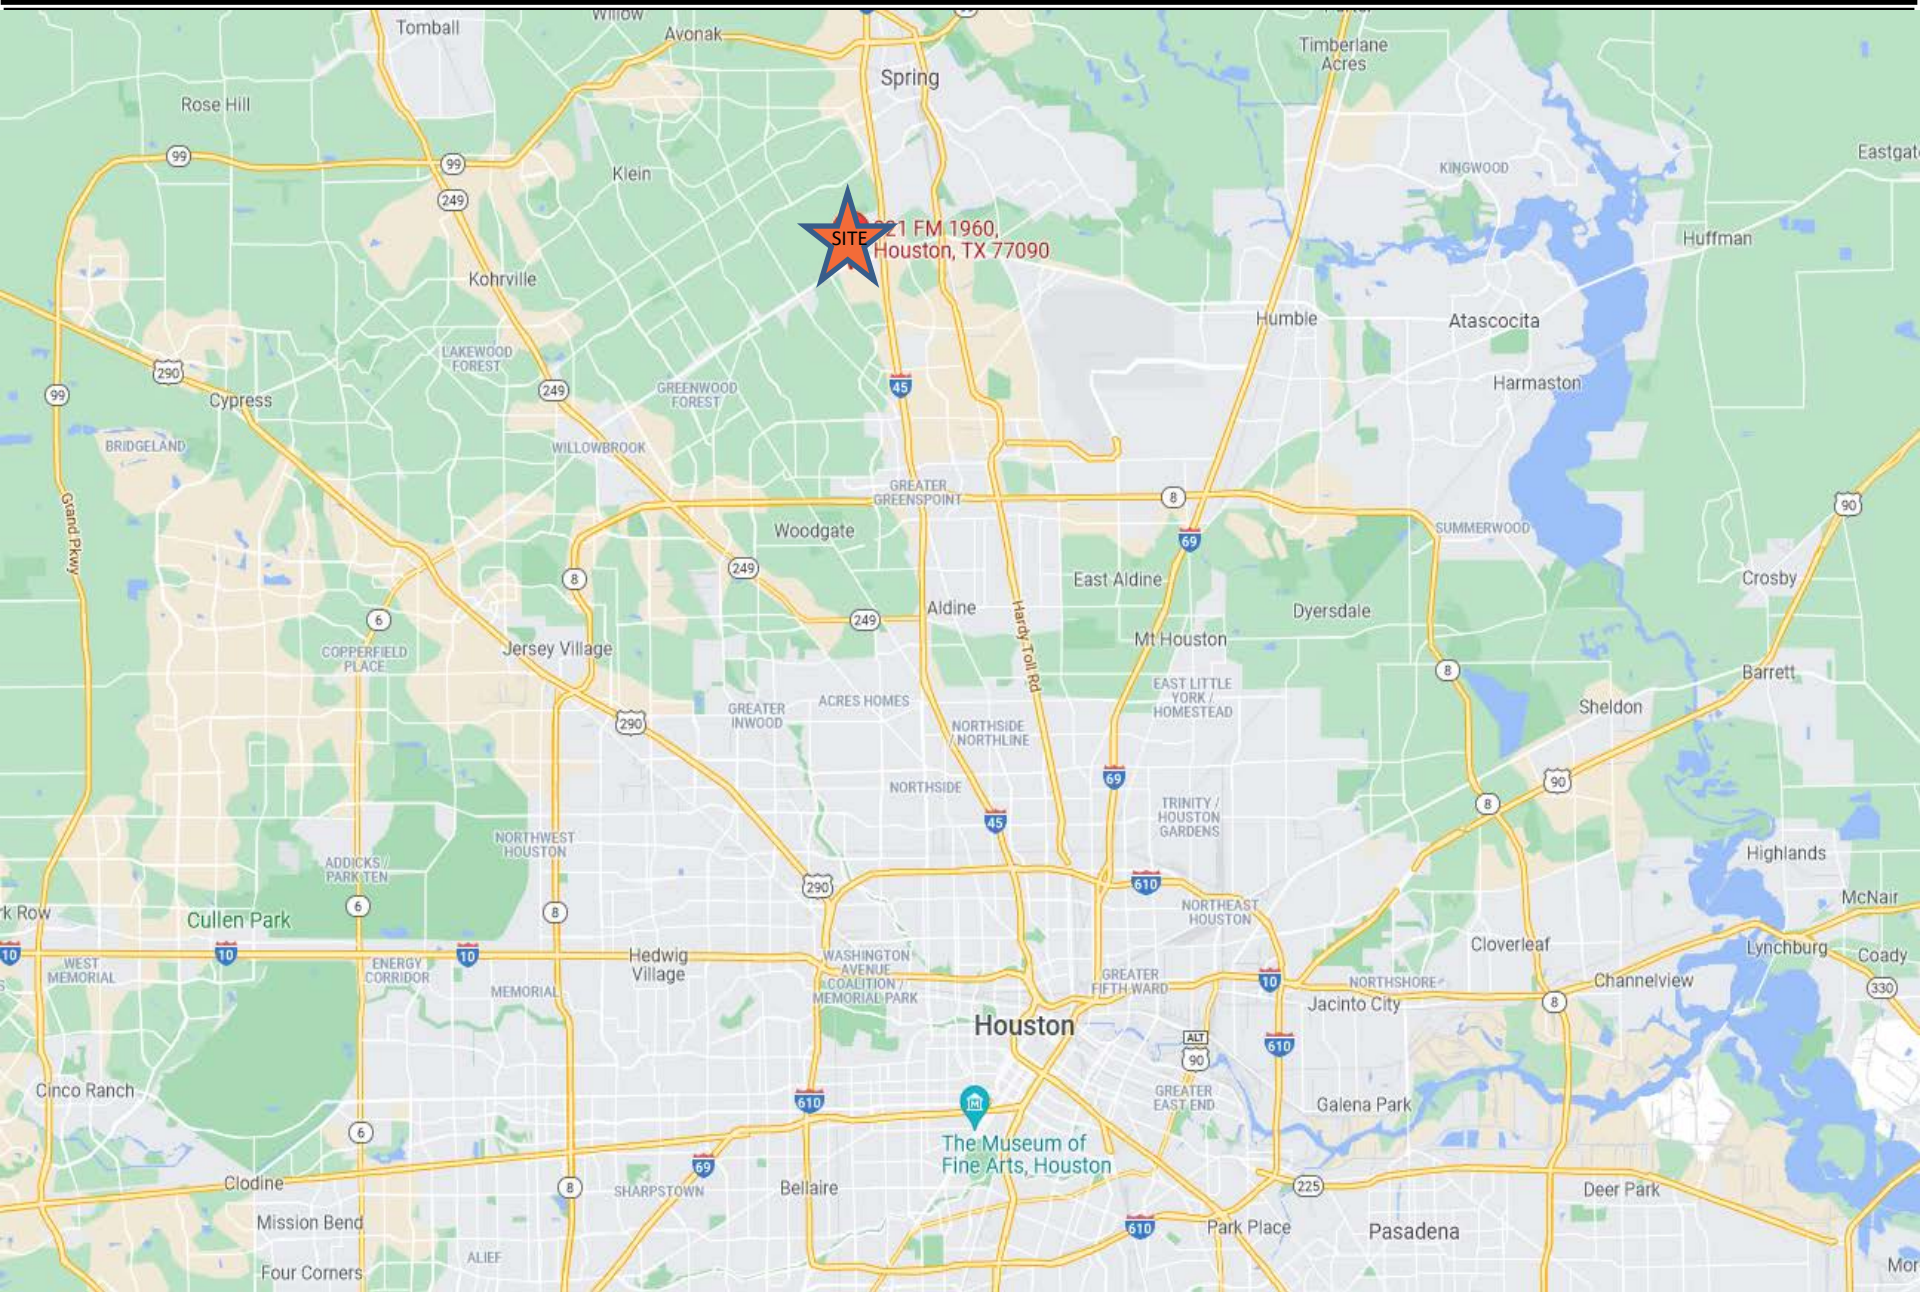 Tomball
Willow
Avonak
Spring
Timberlane
Acres
Rose Hill
99
99
249
Klein
KINGWOOD
Huffman
SITE
FM 1960,
Houston, TX 77090
Kohrville
Humble
Atascocita
LAKEWOOD
FOREST
290
99
Cypress
249
GREENWOOD
FOREST
45
Harmaston
BRIDGELAND
WILLOWBROOK
GREATER
GREENSPOINT
8
90
Grand Pkwy
Woodgate
69
SUMMERWOOD
249
8
East Aldine
Crosby
6
249
Aldine
Hardy Toll Rd
Dyersdale
Mt Houston
COPPERFIELD
PLACE
Jersey Village
8
Barrett
ACRES HOMES
EAST LITTLE
YORK /
HOMESTEAD
Sheldon
290
GREATER
INWOOD
NORTHSIDE
/ NORTHLINE
NORTHSIDE
69
90
45
TRINITY /
HOUSTON
GARDENS
8
NORTHWEST
HOUSTON
ADDICKS /
PARK TEN
Highlands
290
610
McNair
Cullen Park
6
8
NORTHEAST
HOUSTON
k Row
10
10
10
WEST
MEMORIAL
ENERGY
CORRIDOR
MEMORIAL
Hedwig
Village
WASHINGTON
AVENUE
COALITION /
MEMORIAL PARK
GREATER
FIFTH WARD
10
NORTHSHORE
Jacinto City
Cloverleaf
Channelview
Lynchburg
Coady
330
8
Houston
ALT
90
610
Cinco Ranch
610
The Museum of
Fine Arts, Houston
GREATER
EAST END
Galena Park
6
69
Clodine
8
SHARPSTOWN
Bellaire
225
Deer Park
Mission Bend
610
Park Place
Pasadena
ALIEF
Four Corners